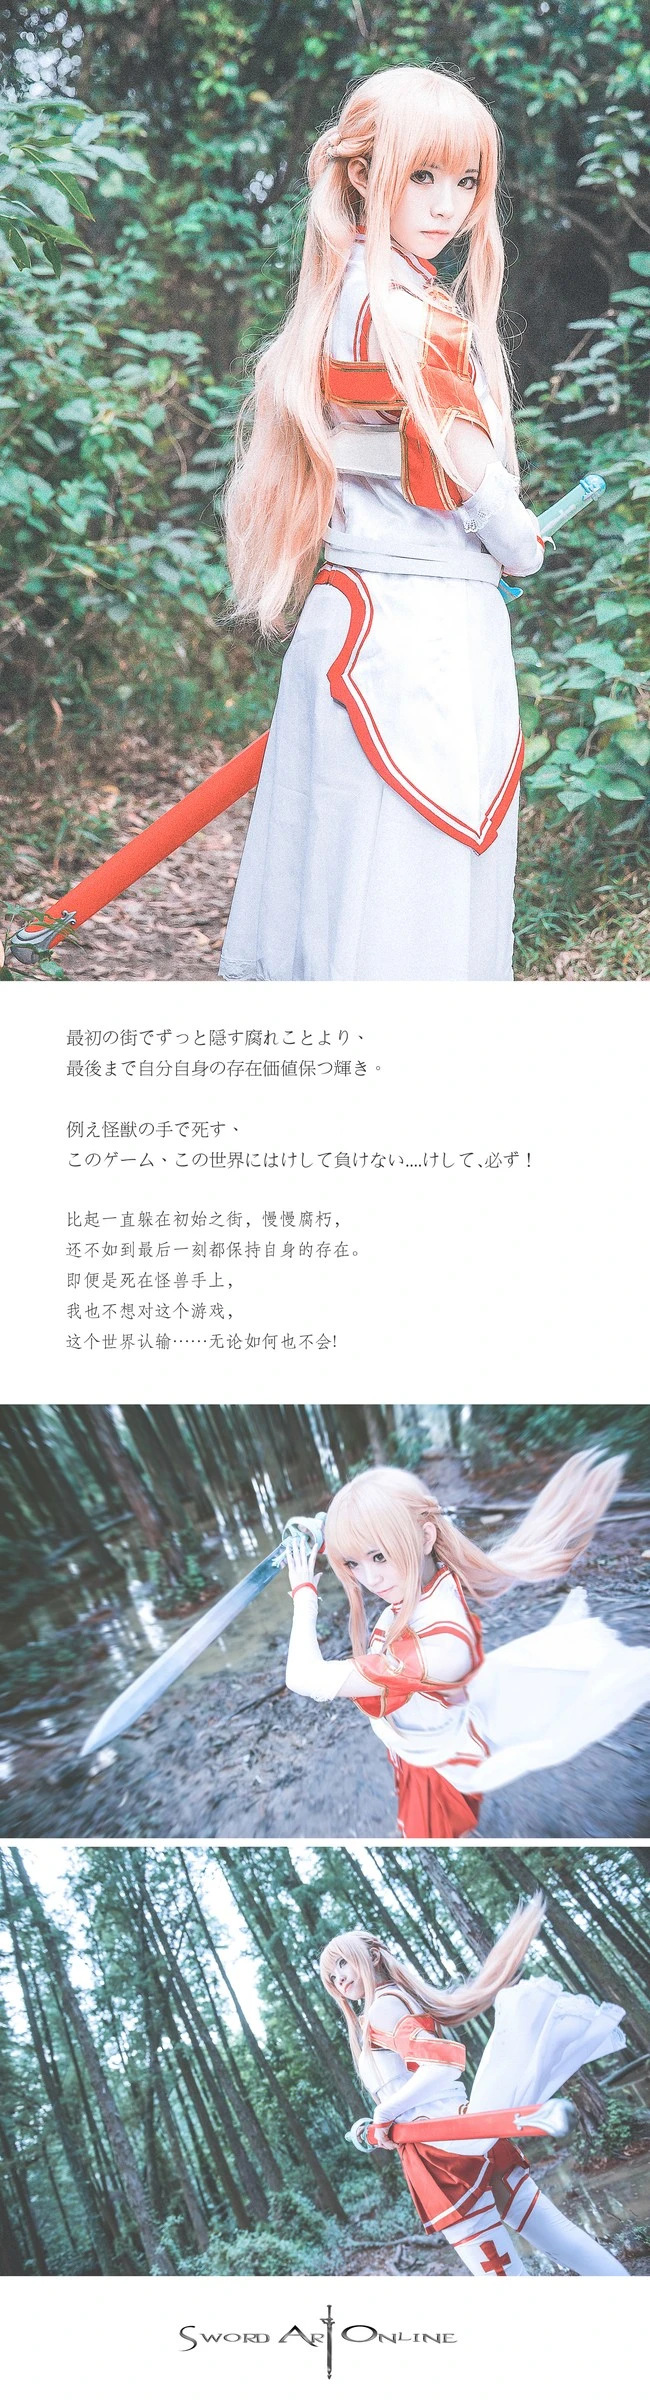 最初の街でずっと隠す腐れことより、
最後まで自分自身の存在価値保つ輝き。
例え怪獣の手で死す、
このゲーム、この世界にはけして負けない....けして、必ず！
比起一直躲在初始之街，慢慢腐朽，
还不如到最后一刻都保持自身的存在。
即便是死在怪兽手上，
我也不想对这个游戏，
这个世界认输……无论如何也不会!
SWORD ART ONLINE